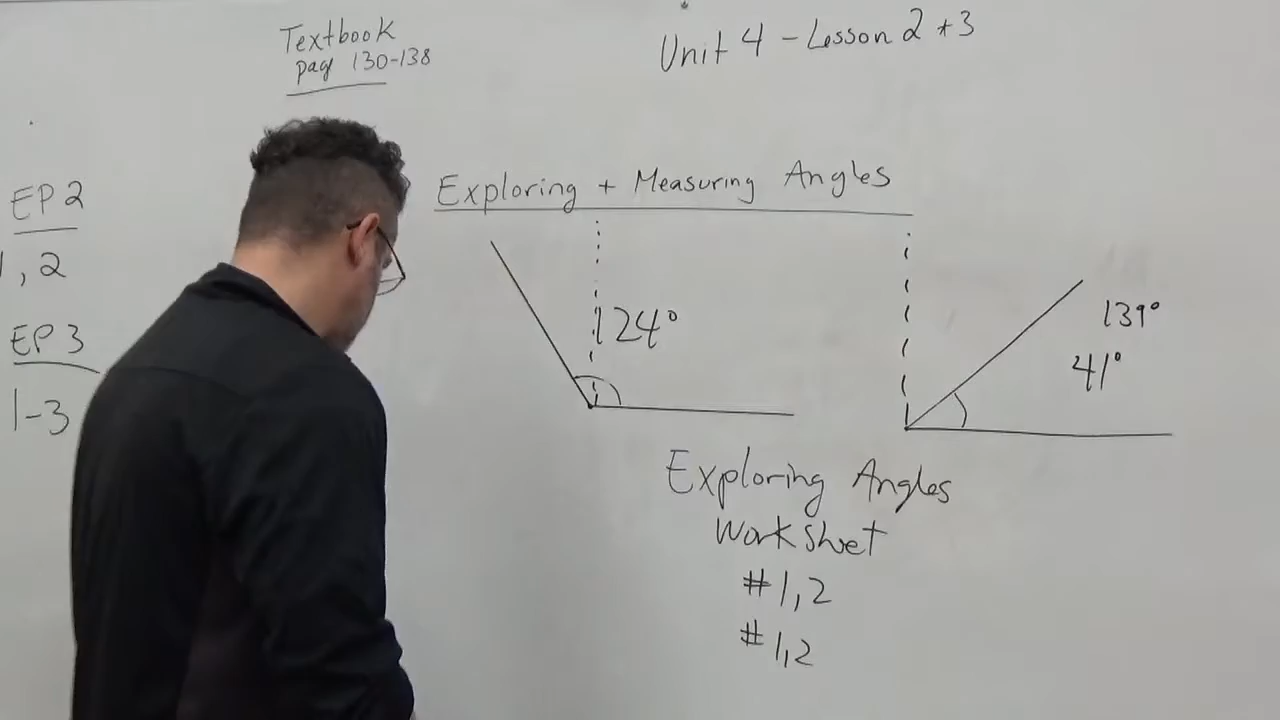 Textbook
pag 130-138
Unit 4 - Lesson 2 + 3
EP 2
1, 2
EP 3
1-3
Exploring + Measuring Angles
124°
139°
41°
Exploring Angles
Worksheet
#1,2
#1,2